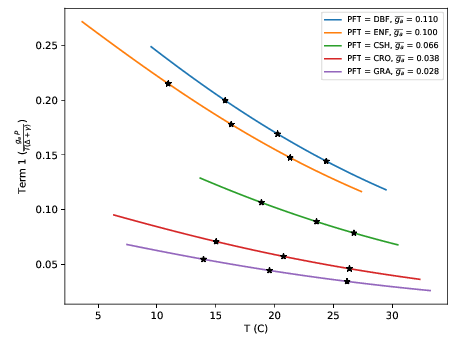 PFT = DBF, g̅ₐ = 0.110
PFT = ENF, g̅ₐ = 0.100
PFT = CSH, g̅ₐ = 0.066
PFT = CRO, g̅ₐ = 0.038
PFT = GRA, g̅ₐ = 0.028
0.25
0.20
0.15
0.10
0.05
Term 1 (gₐ P / T(Δ + γ))
5 10 15 20 25 30
T (C)